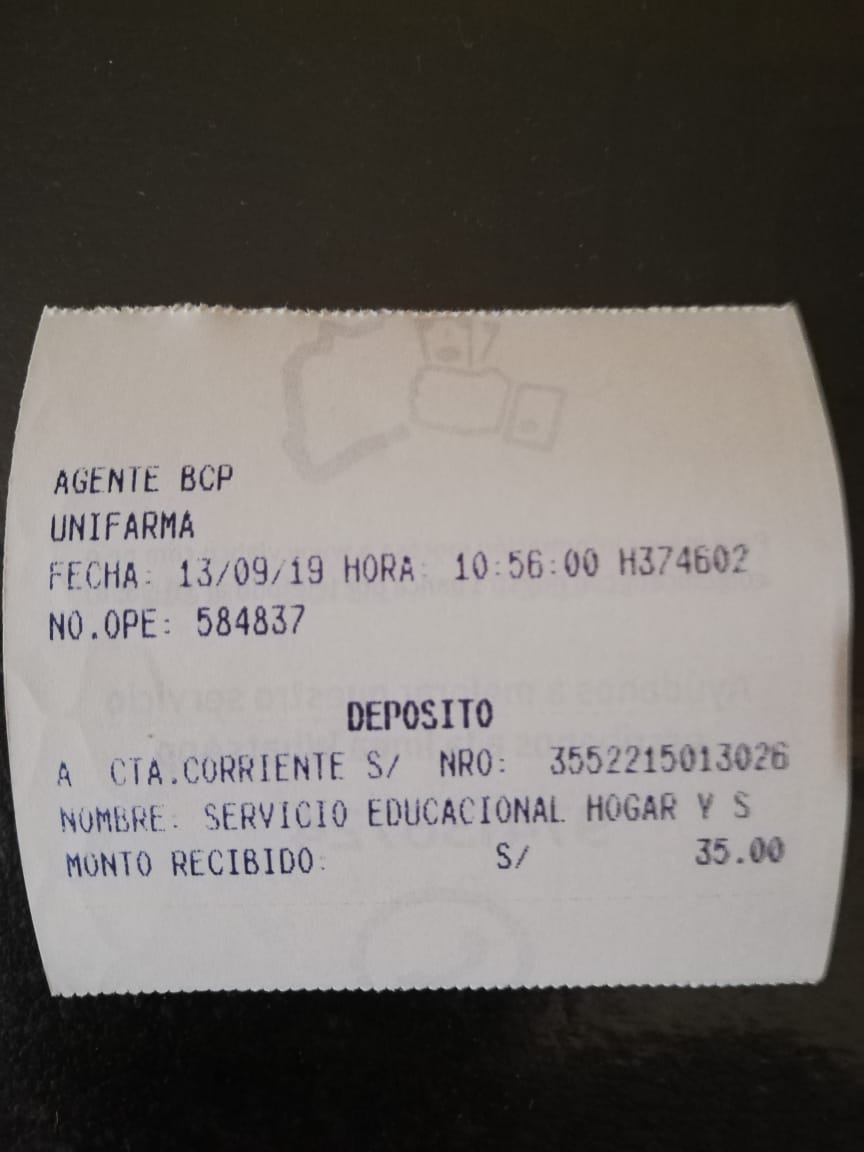 AGENTE BCP
UNIFARMA
FECHA: 13/09/19 HORA: 10:56:00 H374602
NO.OPE: 584837
DEPOSITO
A CTA.CORRIENTE S/ NRO: 3552215013026
NOMBRE: SERVICIO EDUCACIONAL HOGAR Y S
MONTO RECIBIDO: S/ 35.00